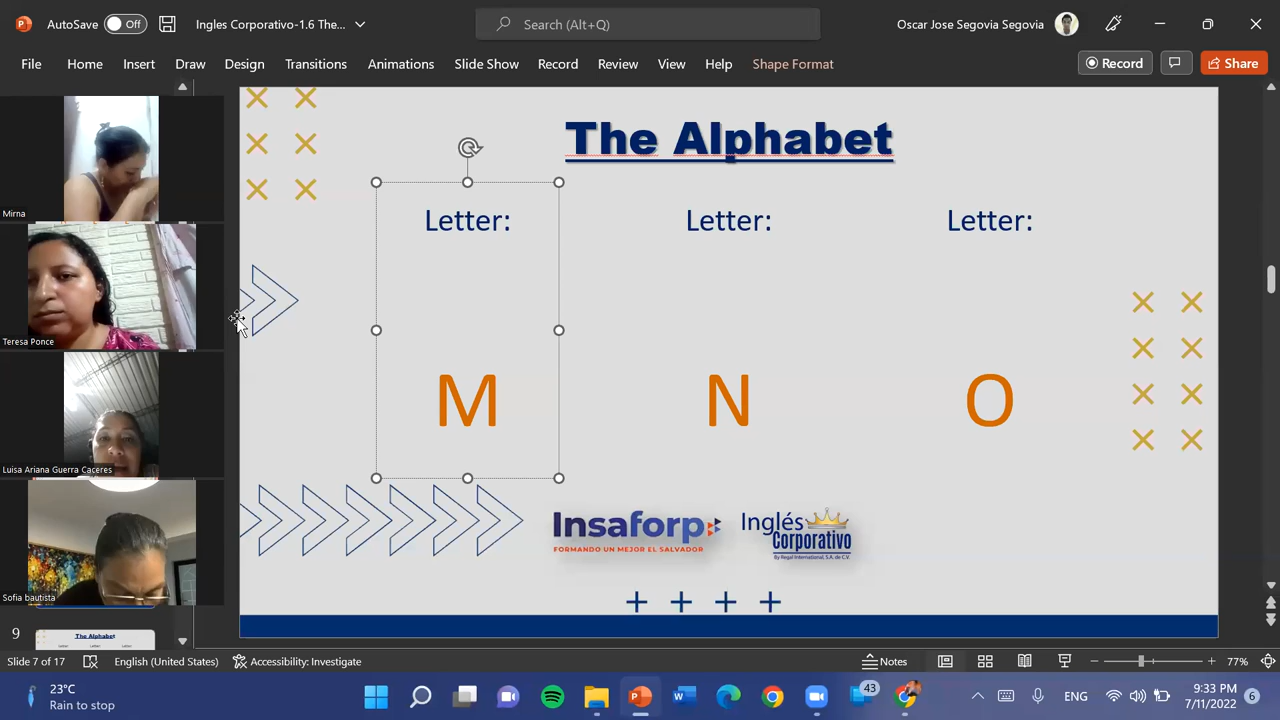 AutoSave Off Ingles Corporativo-1.6 The... Search (Alt+Q) Oscar Jose Segovia Segovia
File Home Insert Draw Design Transitions Animations Slide Show Record Review View Help Shape Format Record Share
Mirna
Teresa Ponce
Luisa Ariana Guerra Caceres
Sofia bautista
The Alphabet
Letter: Letter: Letter:
M N O
Insaforp
FORMANDO UN MEJOR EL SALVADOR
Inglés
Corporativo
By Regal International, S.A. de C.V.
9
The Alphabet
Slide 7 of 17 English (United States) Accessibility: Investigate Notes 77%
43
23°C
Rain to stop
ENG
9:33 PM
7/11/2022
6